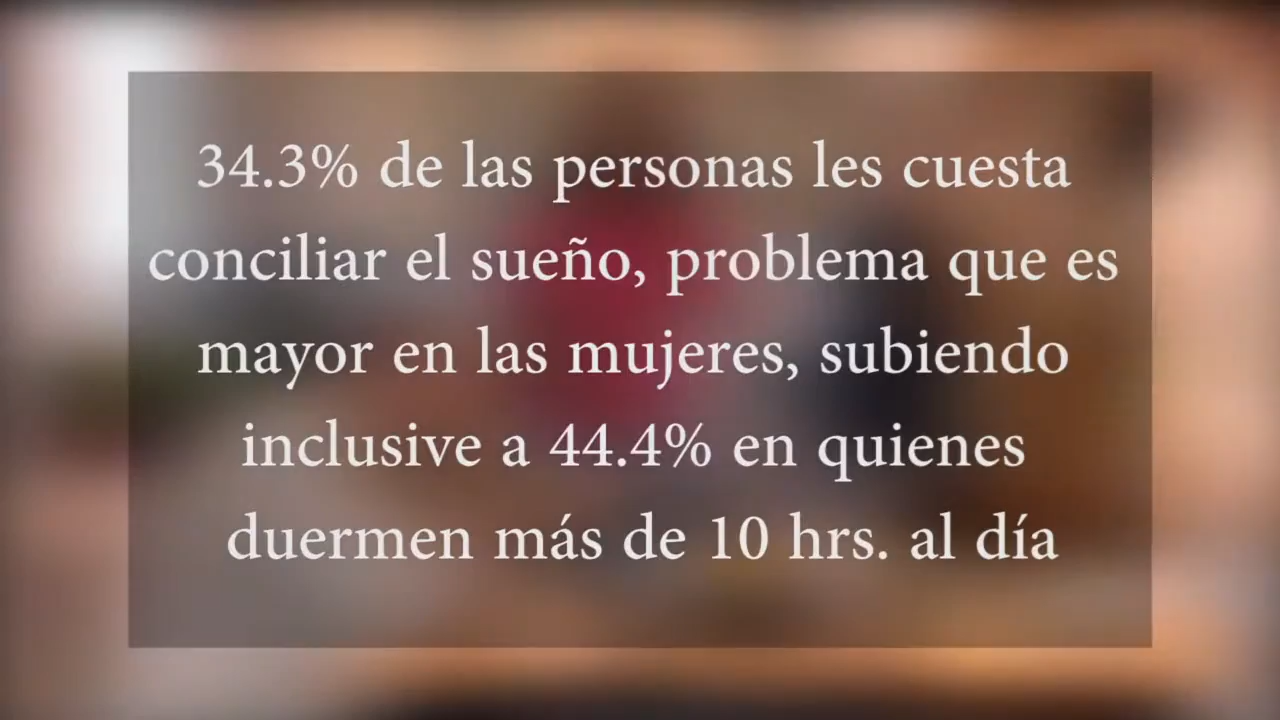 34.3% de las personas les cuesta
conciliar el sueño, problema que es
mayor en las mujeres, subiendo
inclusive a 44.4% en quienes
duermen más de 10 hrs. al día